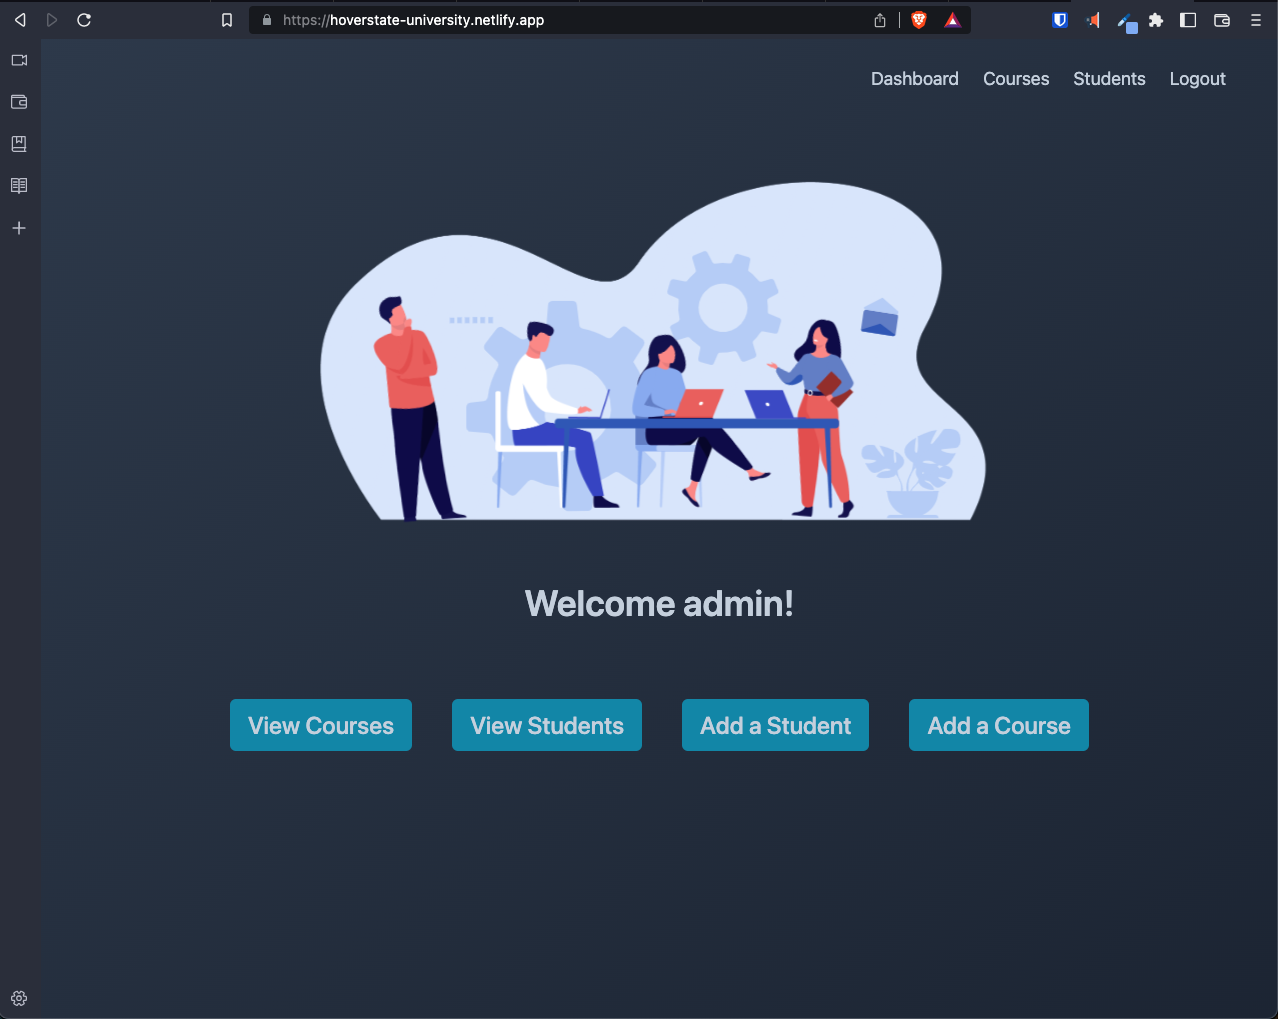 https://hoverstate-university.netlify.app
Dashboard Courses Students Logout
Welcome admin!
View Courses View Students Add a Student Add a Course